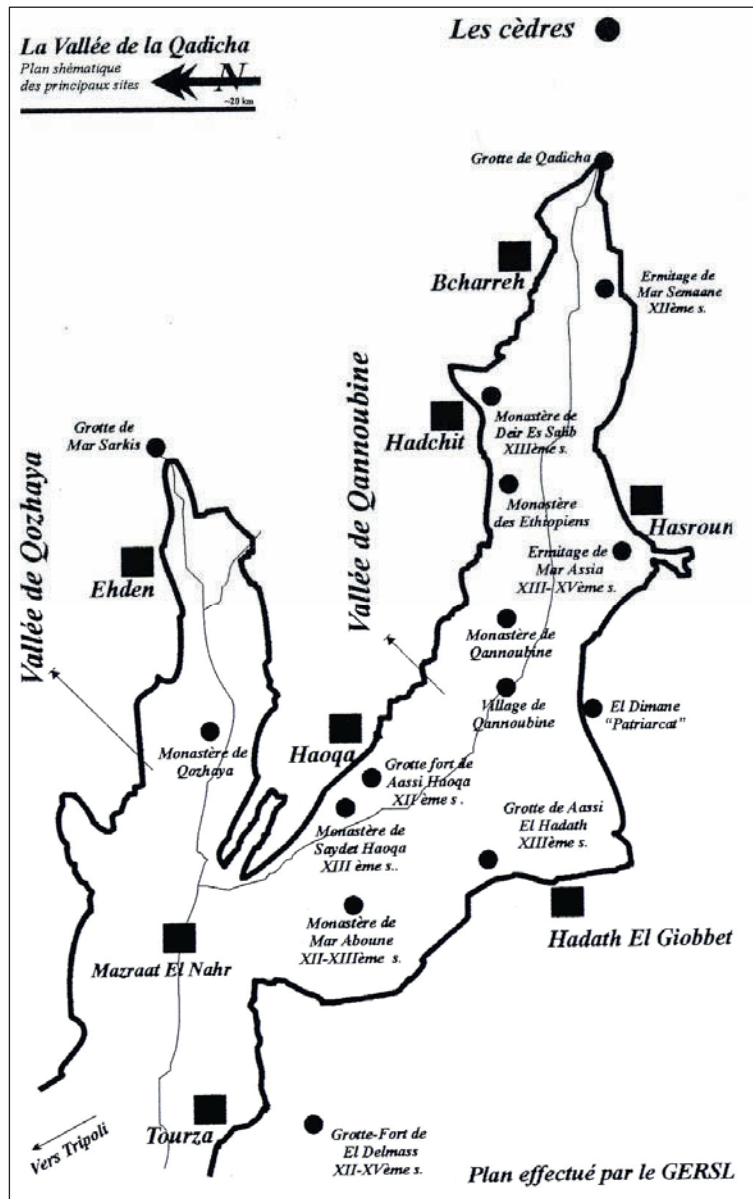 La Vallée de la Qadicha
Plan shématique
des principaux sites
N
~20 km
Les cèdres
Grotte de Qadicha
Bcharreh
Ermitage de
Mar Semaane
XIIème s.
Grotte de
Mar Sarkis
Hadchit
Monastère de
Deir Es Salib
XIIIème s.
Vallée de Qozhaya
Vallée de Qannoubine
Monastère
des Ethiopiens
Hasroun
Ehden
Ermitage de
Mar Assia
XIII-XVème s.
Monastère de
Qannoubine
Village de
Qannoubine
El Dimane
"Patriarcat"
Monastère de
Qozhaya
Haoqa
Grotte fort de
Aassi Haoqa
Grotte de Aassi
El Hadath
XIIIème s.
Monastère de
Saydet Haoqa
XIII ème s..
Monastère de
Mar Aboune
XII-XIIIème s.
Hadath El Giobbet
Mazraat El Nahr
Tourza
Vers Tripoli
Grotte-Fort de
El Delmass
XII-XVème s.
Plan effectué par le GERSL